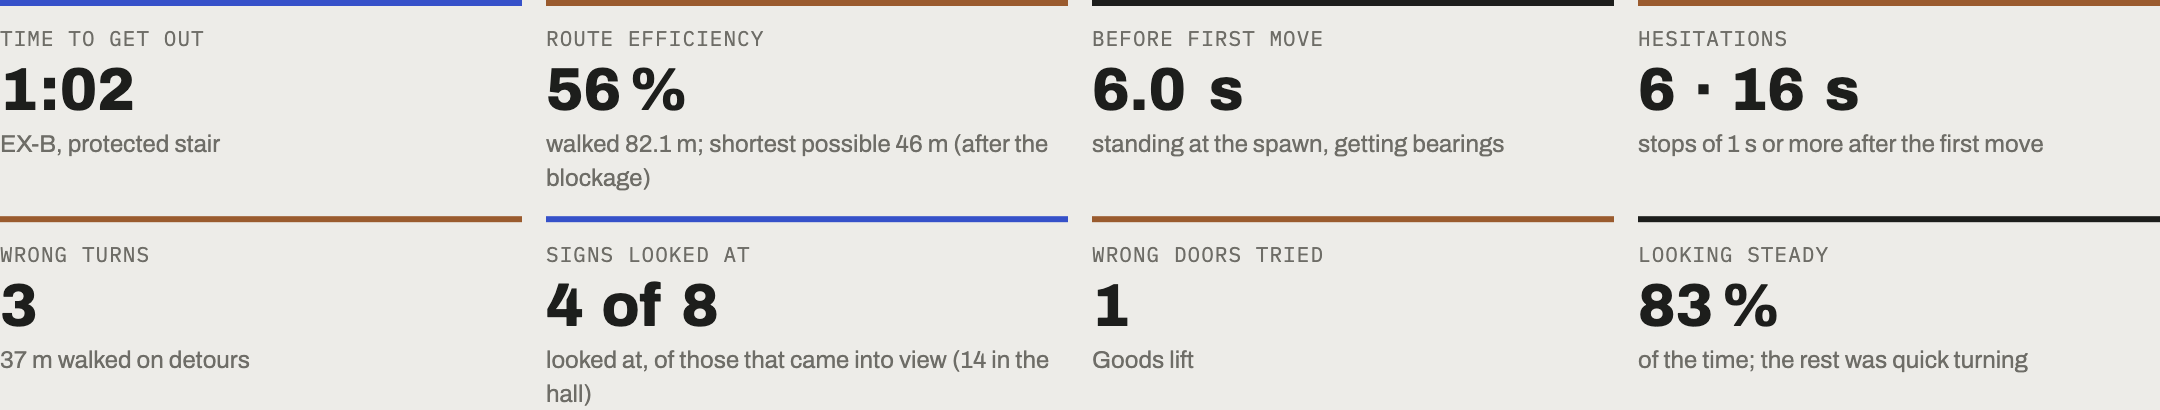 TIME TO GET OUT
1:02
EX-B, protected stair
ROUTE EFFICIENCY
56 %
walked 82.1 m; shortest possible 46 m (after the
blockage)
BEFORE FIRST MOVE
6.0 s
standing at the spawn, getting bearings
HESITATIONS
6 · 16 s
stops of 1 s or more after the first move
WRONG TURNS
3
37 m walked on detours
SIGNS LOOKED AT
4 of 8
looked at, of those that came into view (14 in the
hall)
WRONG DOORS TRIED
1
Goods lift
LOOKING STEADY
83 %
of the time; the rest was quick turning